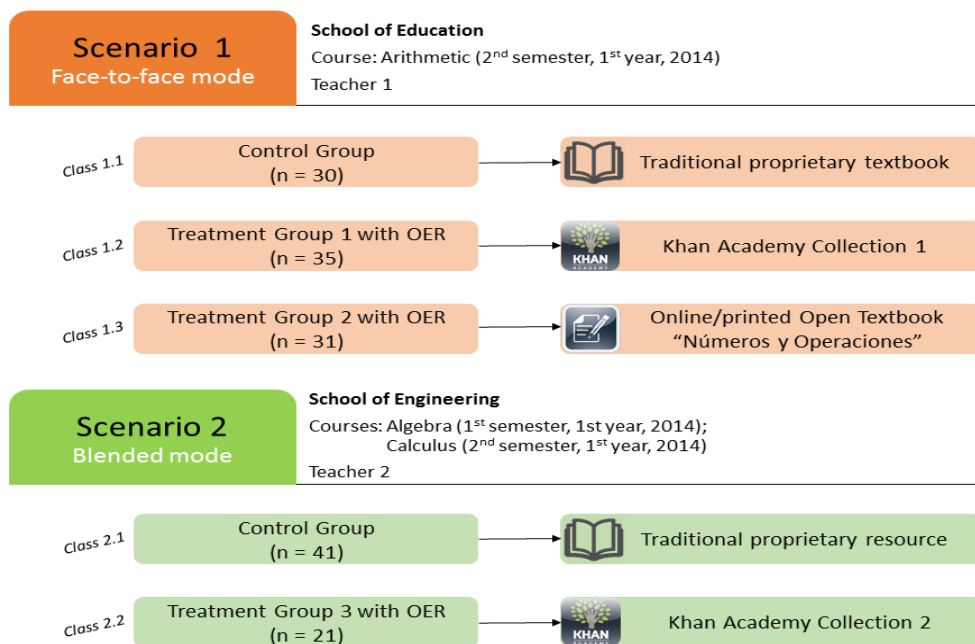 Scenario 1
Face-to-face mode
School of Education
Course: Arithmetic (2nd semester, 1st year, 2014)
Teacher 1
Class 1.1
Control Group
(n = 30)
Traditional proprietary textbook
Class 1.2
Treatment Group 1 with OER
(n = 35)
KHAN
ACADEMY
Khan Academy Collection 1
Class 1.3
Treatment Group 2 with OER
(n = 31)
Online/printed Open Textbook
“Números y Operaciones”
Scenario 2
Blended mode
School of Engineering
Courses: Algebra (1st semester, 1st year, 2014);
Calculus (2nd semester, 1st year, 2014)
Teacher 2
Class 2.1
Control Group
(n = 41)
Traditional proprietary resource
Class 2.2
Treatment Group 3 with OER
(n = 21)
KHAN
Khan Academy Collection 2